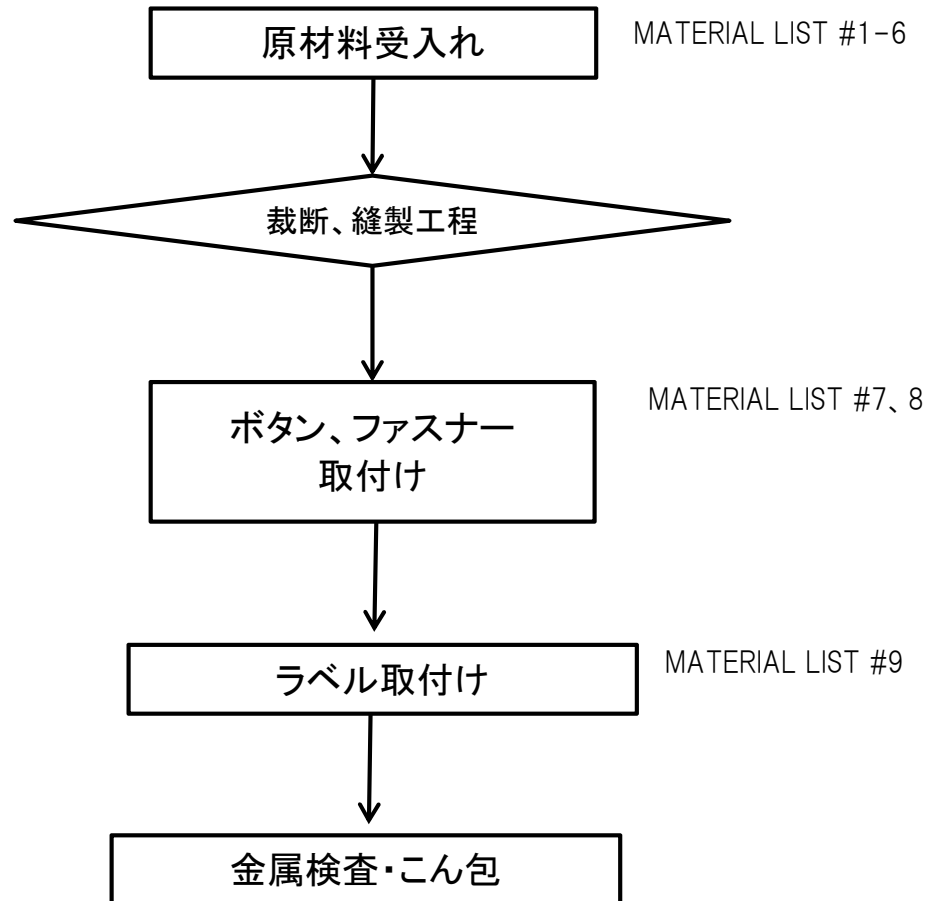 原材料受入れ
MATERIAL LIST #1-6
裁断、縫製工程
ボタン、ファスナー
取付け
MATERIAL LIST #7、8
ラベル取付け
MATERIAL LIST #9
金属検査・こん包